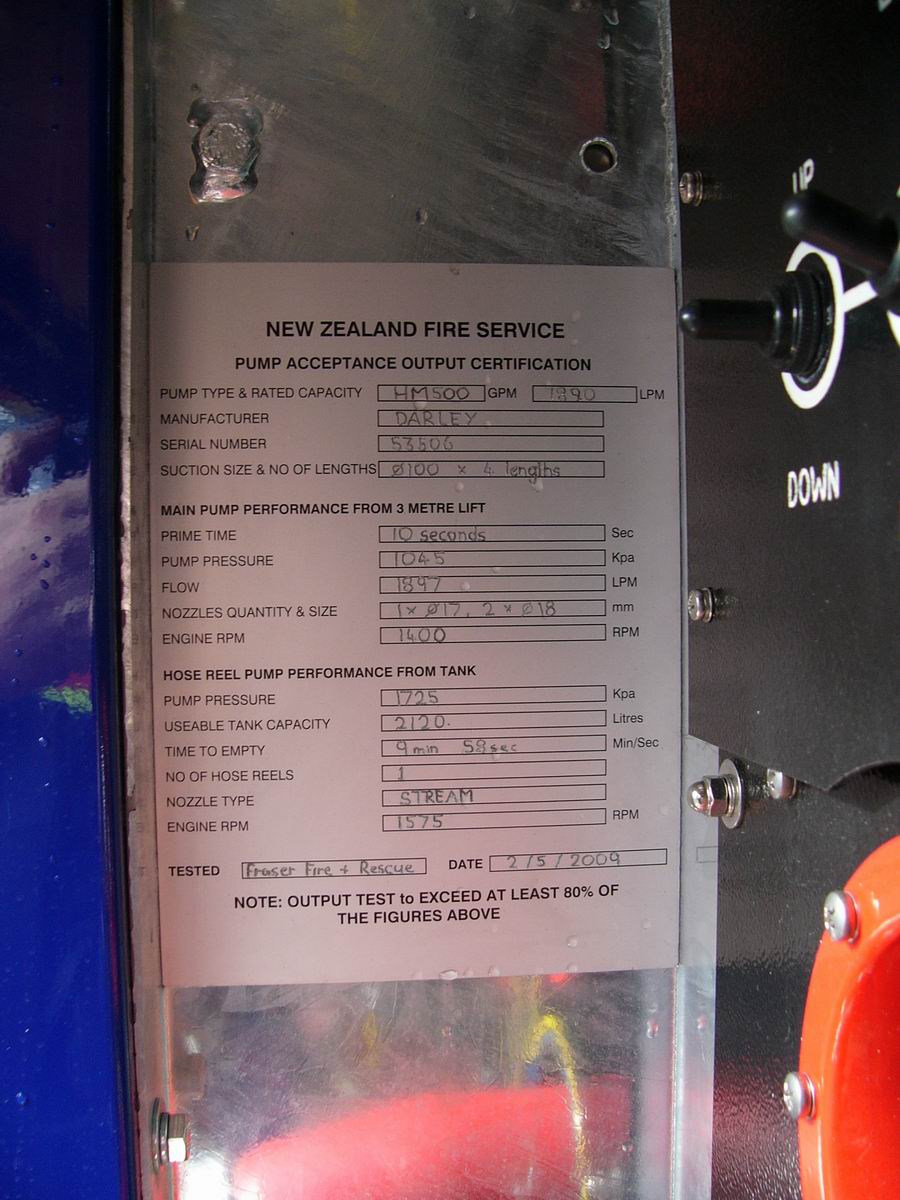 UP
DOWN
NEW ZEALAND FIRE SERVICE
PUMP ACCEPTANCE OUTPUT CERTIFICATION
PUMP TYPE & RATED CAPACITY HM500 GPM 1890 LPM
MANUFACTURER DARLEY
SERIAL NUMBER 53506
SUCTION SIZE & NO OF LENGTHS Ø100 x 4 lengths
MAIN PUMP PERFORMANCE FROM 3 METRE LIFT
PRIME TIME 10 seconds Sec
PUMP PRESSURE 1045 Kpa
FLOW 1897 LPM
NOZZLES QUANTITY & SIZE 1x Ø17, 2 x Ø18 mm
ENGINE RPM 1400 RPM
HOSE REEL PUMP PERFORMANCE FROM TANK
PUMP PRESSURE 1725 Kpa
USEABLE TANK CAPACITY 2120. Litres
TIME TO EMPTY 9min 58sec Min/Sec
NO OF HOSE REELS 1
NOZZLE TYPE STREAM
ENGINE RPM 1575 RPM
TESTED Fraser Fire + Rescue DATE 2/5/2009
NOTE: OUTPUT TEST to EXCEED AT LEAST 80% OF
THE FIGURES ABOVE